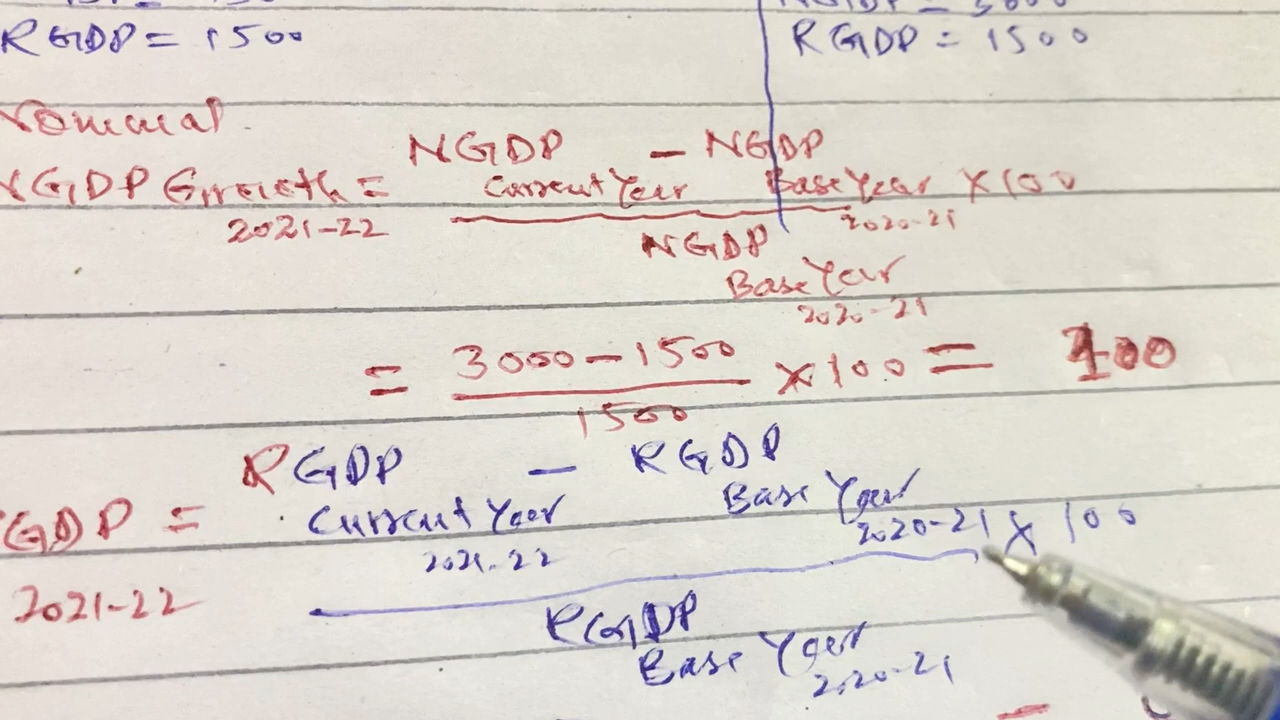 RGDP = 1500
RGDP = 1500
Nominal
NGDP Growth = NGDP Current Year - NGDP Base Year × 100
2021-22 2020-21
NGDP
Base Year
2020-21
= 3000 - 1500 × 100 = 100
1500
RGDP - RGDP
GDP = Current Year Base Year
2021-22 2020-21 × 100
2021-22
RGDP
Base Year
2020-21